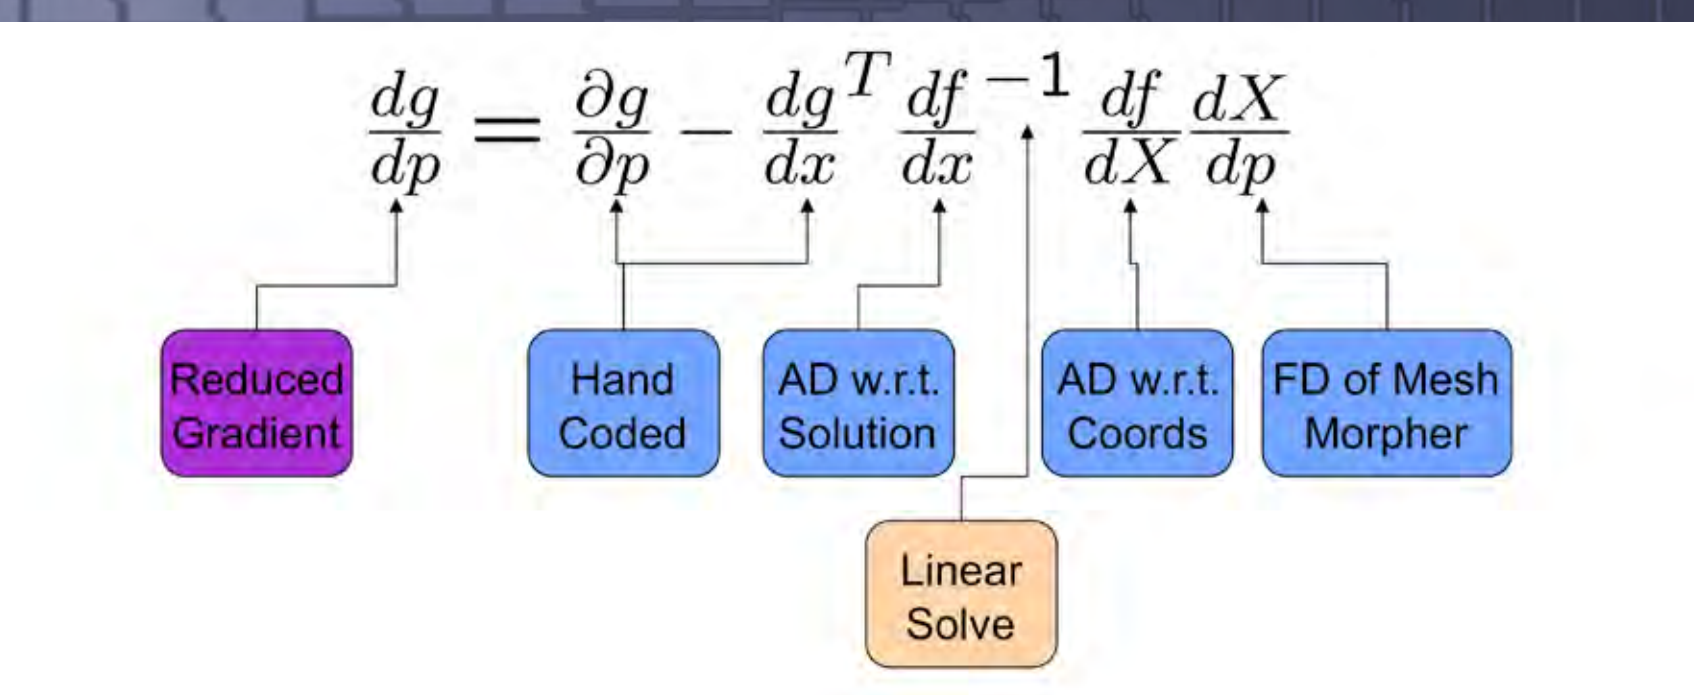 dg/dp = ∂g/∂p − dg/dx^T df/dx^−1 df/dX dX/dp
Reduced
Gradient
Hand
Coded
AD w.r.t.
Solution
AD w.r.t.
Coords
FD of Mesh
Morpher
Linear
Solve